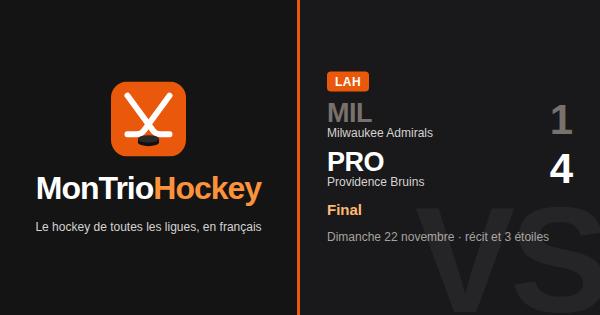 MonTrioHockey
Le hockey de toutes les ligues, en français
LAH
MIL 1
Milwaukee Admirals
PRO 4
Providence Bruins
Final
Dimanche 22 novembre · récit et 3 étoiles
VS